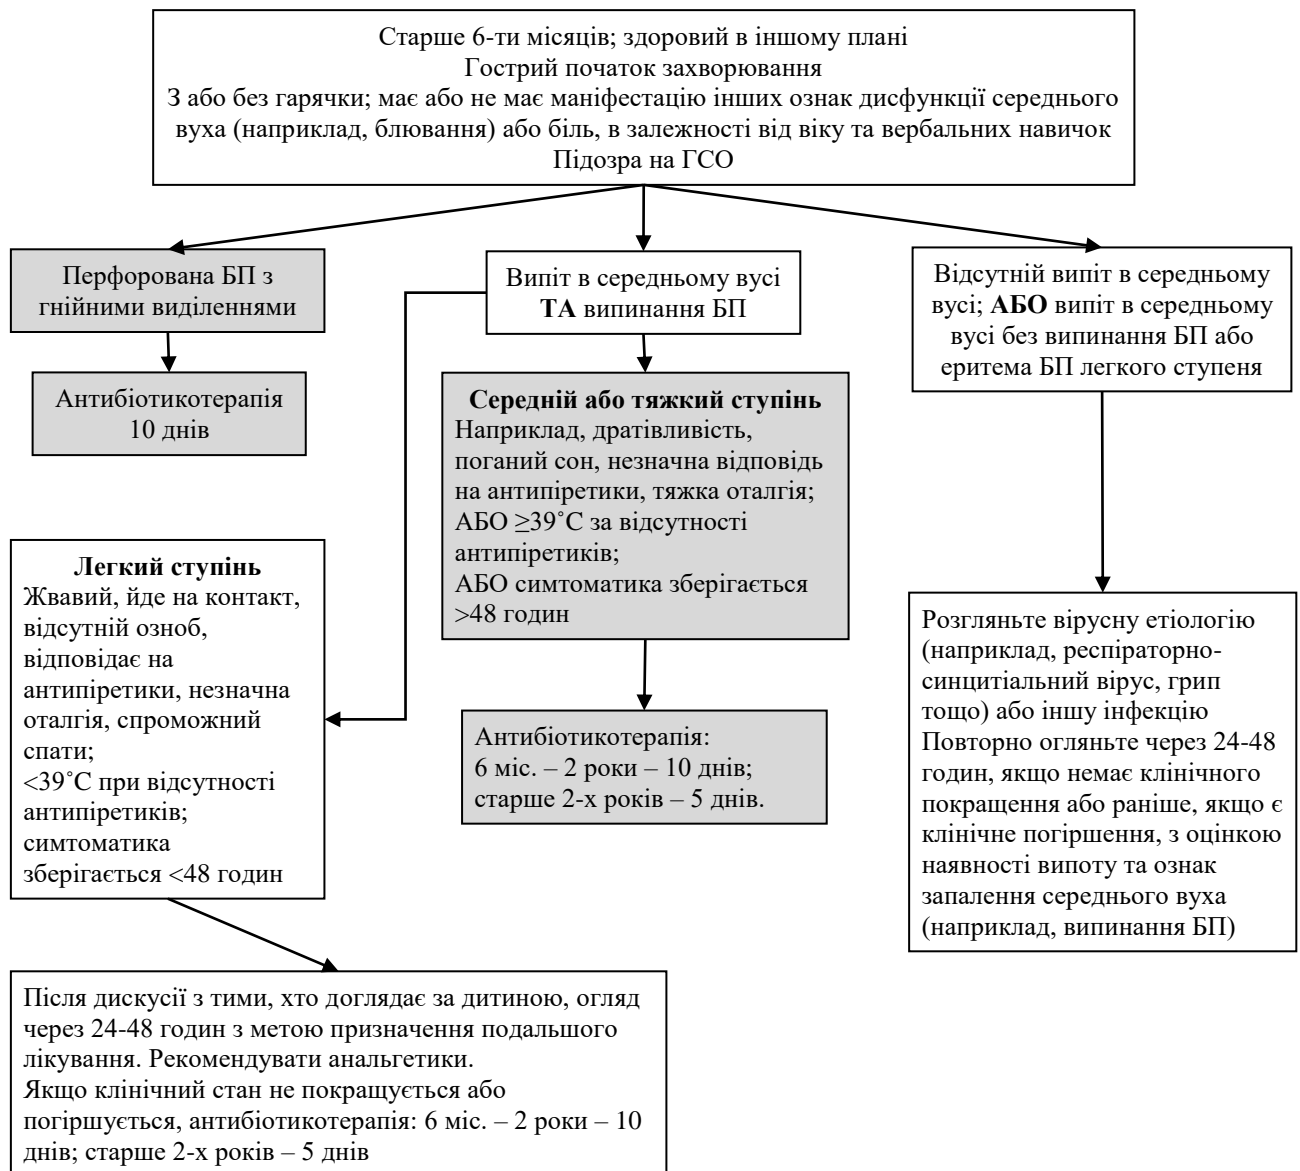 Старше 6-ти місяців; здоровий в іншому плані
Гострий початок захворювання
З або без гарячки; має або не має маніфестацію інших ознак дисфункції середнього
вуха (наприклад, блювання) або біль, в залежності від віку та вербальних навичок
Підозра на ГСО
Перфорована БП з
гнійними виділеннями
Антибіотикотерапія
10 днів
Випіт в середньому вусі
ТА випинання БП
Середній або тяжкий ступінь
Наприклад, дратівливість,
поганий сон, незначна відповідь
на антипіретики, тяжка оталгія;
АБО ≥39˚С за відсутності
антипіретиків;
АБО симтоматика зберігається
>48 годин
Антибіотикотерапія:
6 міс. – 2 роки – 10 днів;
старше 2-х років – 5 днів.
Легкий ступінь
Жвавий, йде на контакт,
відсутній озноб,
відповідає на
антипіретики, незначна
оталгія, спроможний
спати;
<39˚С при відсутності
антипіретиків;
симтоматика
зберігається <48 годин
Після дискусії з тими, хто доглядає за дитиною, огляд
через 24-48 годин з метою призначення подальшого
лікування. Рекомендувати анальгетики.
Якщо клінічний стан не покращується або
погіршується, антибіотикотерапія: 6 міс. – 2 роки – 10
днів; старше 2-х років – 5 днів
Відсутній випіт в середньому
вусі; АБО випіт в середньому
вусі без випинання БП або
еритема БП легкого ступеня
Розгляньте вірусну етіологію
(наприклад, респіраторно-
синцитіальний вірус, грип
тощо) або іншу інфекцію
Повторно огляньте через 24-48
годин, якщо немає клінічного
покращення або раніше, якщо є
клінічне погіршення, з оцінкою
наявності випоту та ознак
запалення середнього вуха
(наприклад, випинання БП)